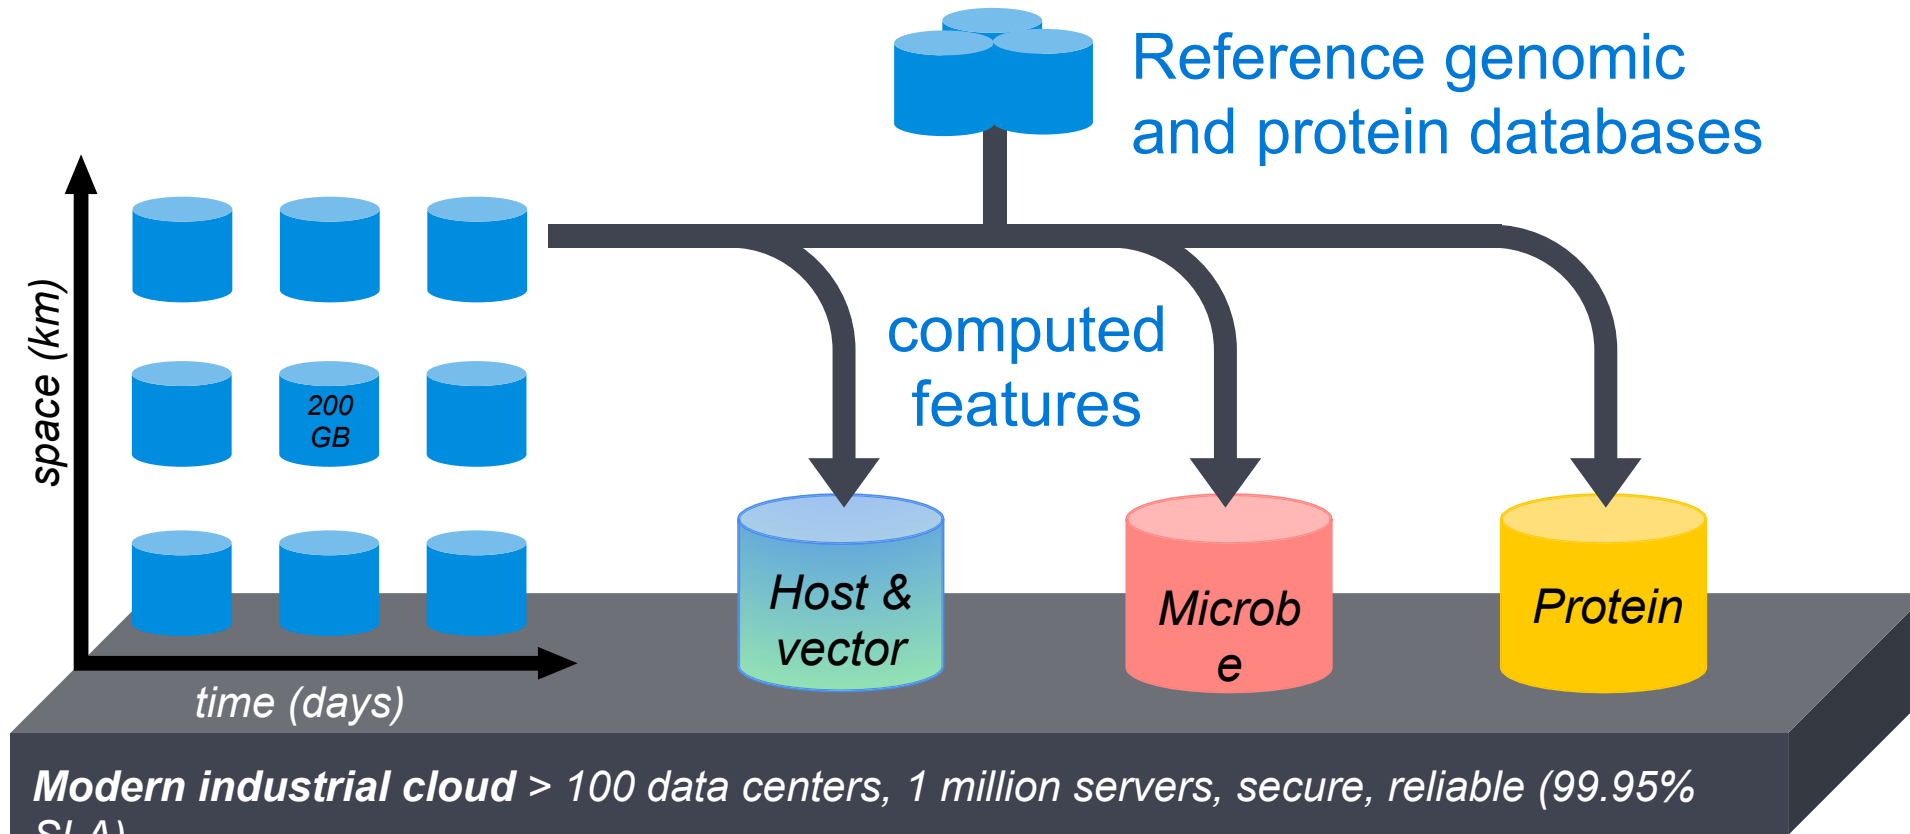 Reference genomic
and protein databases
space (km)
200
GB
computed
features
Host &
vector
Microb
e
Protein
time (days)
Modern industrial cloud > 100 data centers, 1 million servers, secure, reliable (99.95%
SLA)